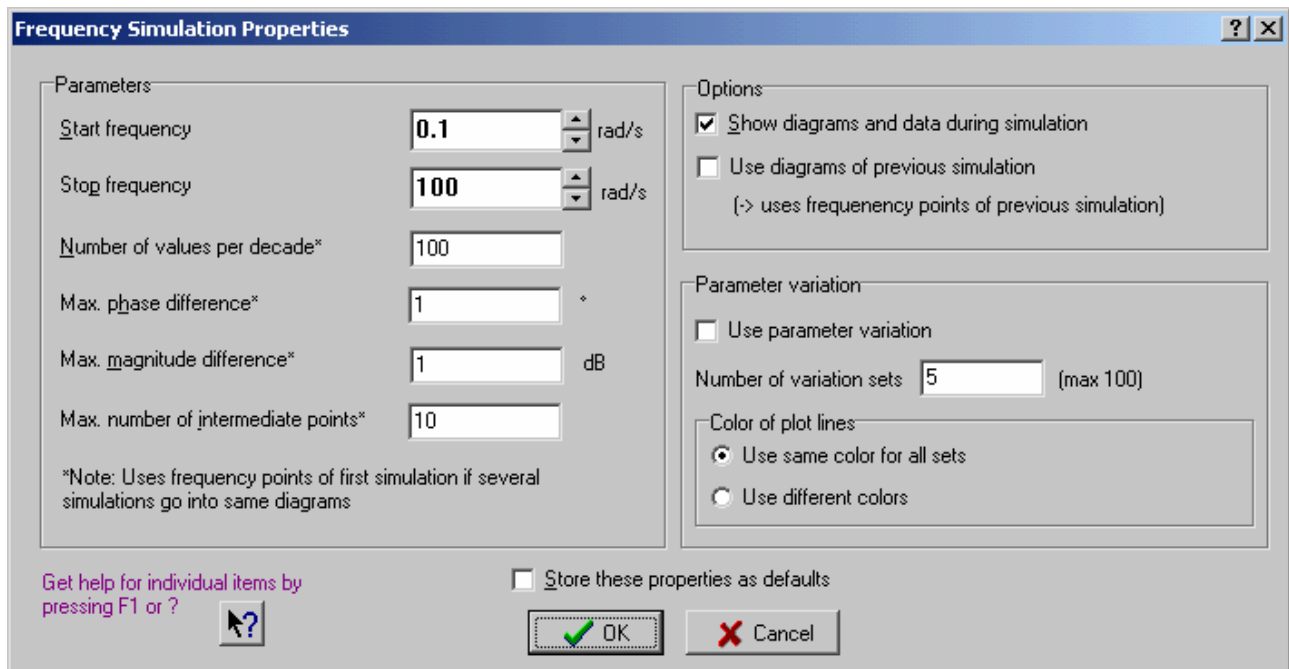 Frequency Simulation Properties
Parameters
Start frequency
0.1
rad/s
Stop frequency
100
rad/s
Number of values per decade*
100
Max. phase difference*
1
°
Max. magnitude difference*
1
dB
Max. number of intermediate points*
10
*Note: Uses frequency points of first simulation if several
simulations go into same diagrams
Options
Show diagrams and data during simulation
Use diagrams of previous simulation
(-> uses frequenency points of previous simulation)
Parameter variation
Use parameter variation
Number of variation sets
5
(max 100)
Color of plot lines
Use same color for all sets
Use different colors
Get help for individual items by
pressing F1 or ?
Store these properties as defaults
OK
Cancel